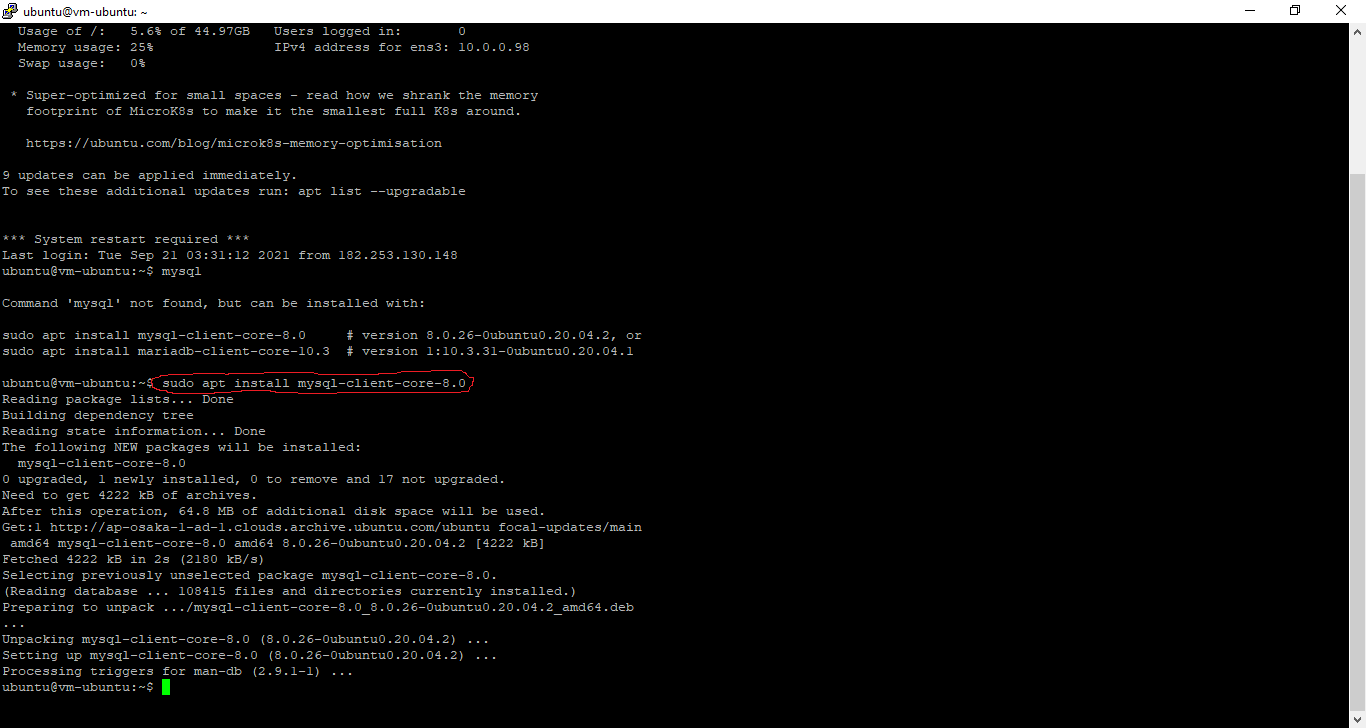 ubuntu@vm-ubuntu: ~
  Usage of /:   5.6% of 44.97GB   Users logged in:       0
  Memory usage: 25%               IPv4 address for ens3: 10.0.0.98
  Swap usage:   0%
 * Super-optimized for small spaces - read how we shrank the memory
   footprint of MicroK8s to make it the smallest full K8s around.
   https://ubuntu.com/blog/microk8s-memory-optimisation
9 updates can be applied immediately.
To see these additional updates run: apt list --upgradable
*** System restart required ***
Last login: Tue Sep 21 03:31:12 2021 from 182.253.130.148
ubuntu@vm-ubuntu:~$ mysql
Command 'mysql' not found, but can be installed with:
sudo apt install mysql-client-core-8.0     # version 8.0.26-0ubuntu0.20.04.2, or
sudo apt install mariadb-client-core-10.3  # version 1:10.3.31-0ubuntu0.20.04.1
ubuntu@vm-ubuntu:~$ sudo apt install mysql-client-core-8.0
Reading package lists... Done
Building dependency tree
Reading state information... Done
The following NEW packages will be installed:
  mysql-client-core-8.0
0 upgraded, 1 newly installed, 0 to remove and 17 not upgraded.
Need to get 4222 kB of archives.
After this operation, 64.8 MB of additional disk space will be used.
Get:1 http://ap-osaka-1-ad-1.clouds.archive.ubuntu.com/ubuntu focal-updates/main
 amd64 mysql-client-core-8.0 amd64 8.0.26-0ubuntu0.20.04.2 [4222 kB]
Fetched 4222 kB in 2s (2180 kB/s)
Selecting previously unselected package mysql-client-core-8.0.
(Reading database ... 108415 files and directories currently installed.)
Preparing to unpack .../mysql-client-core-8.0_8.0.26-0ubuntu0.20.04.2_amd64.deb
...
Unpacking mysql-client-core-8.0 (8.0.26-0ubuntu0.20.04.2) ...
Setting up mysql-client-core-8.0 (8.0.26-0ubuntu0.20.04.2) ...
Processing triggers for man-db (2.9.1-1) ...
ubuntu@vm-ubuntu:~$